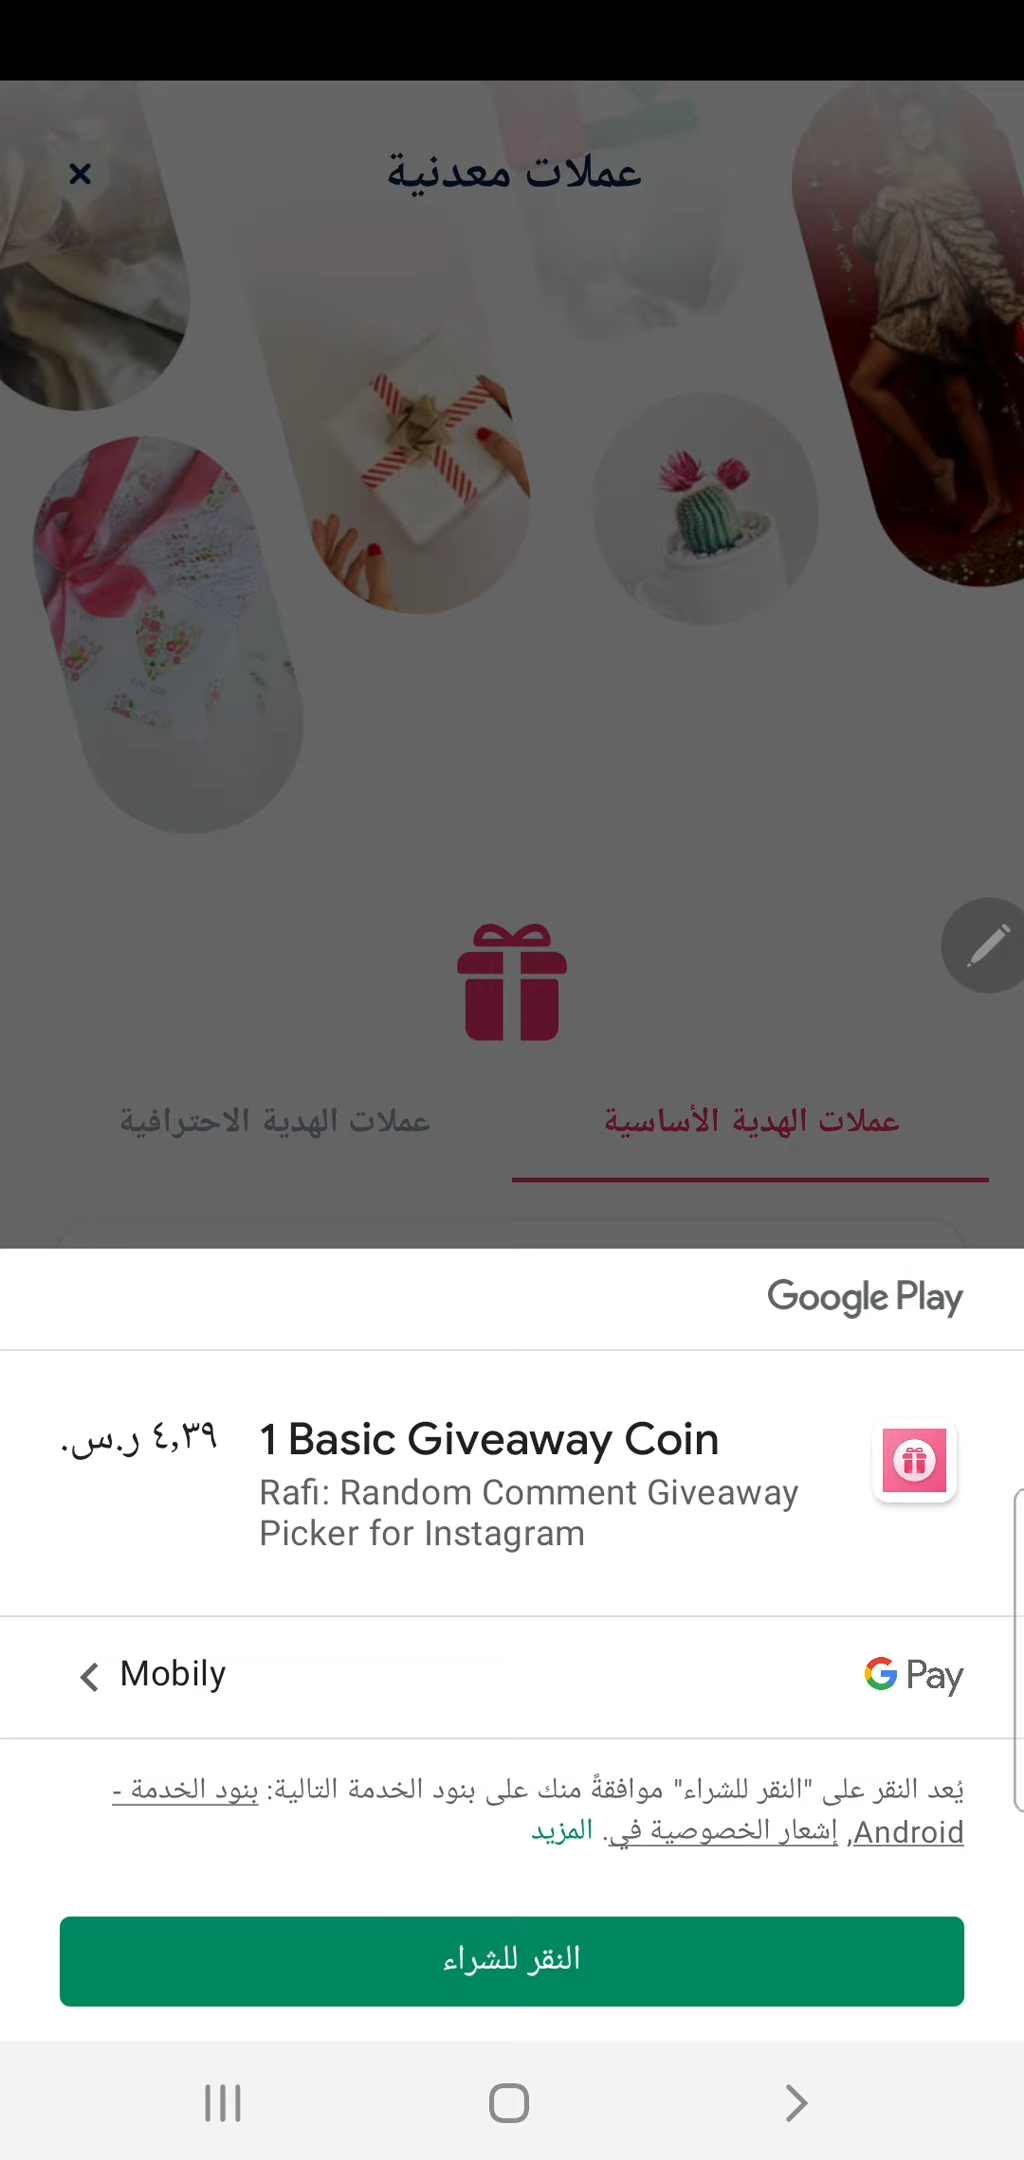 عملات معدنية
عملات الهدية الأساسية
عملات الهدية الاحترافية
Google Play
1 Basic Giveaway Coin
٤,٣٩ ر.س.
Rafi: Random Comment Giveaway
Picker for Instagram
G Pay
Mobily
يُعد النقر على "النقر للشراء" موافقةً منك على بنود الخدمة التالية: بنود الخدمة -
Android, إشعار الخصوصية في. المزيد
النقر للشراء